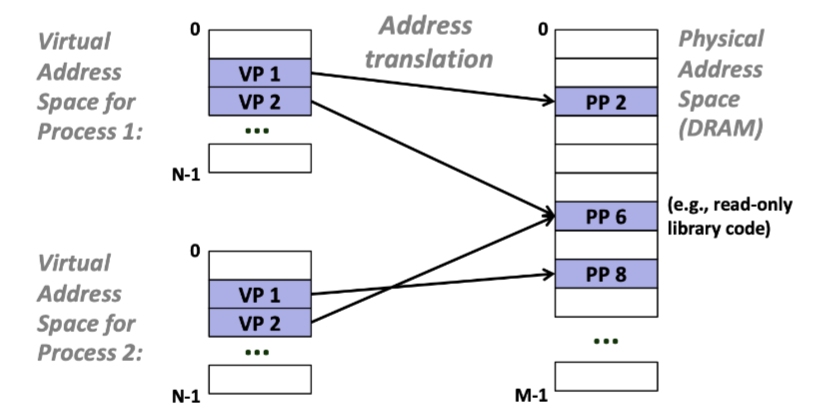 Virtual
Address
Space for
Process 1:
0
VP 1
VP 2
...
N-1
Address
translation
0
PP 2
PP 6
PP 8
...
M-1
Physical
Address
Space
(DRAM)
(e.g., read-only
library code)
Virtual
Address
Space for
Process 2:
0
VP 1
VP 2
...
N-1